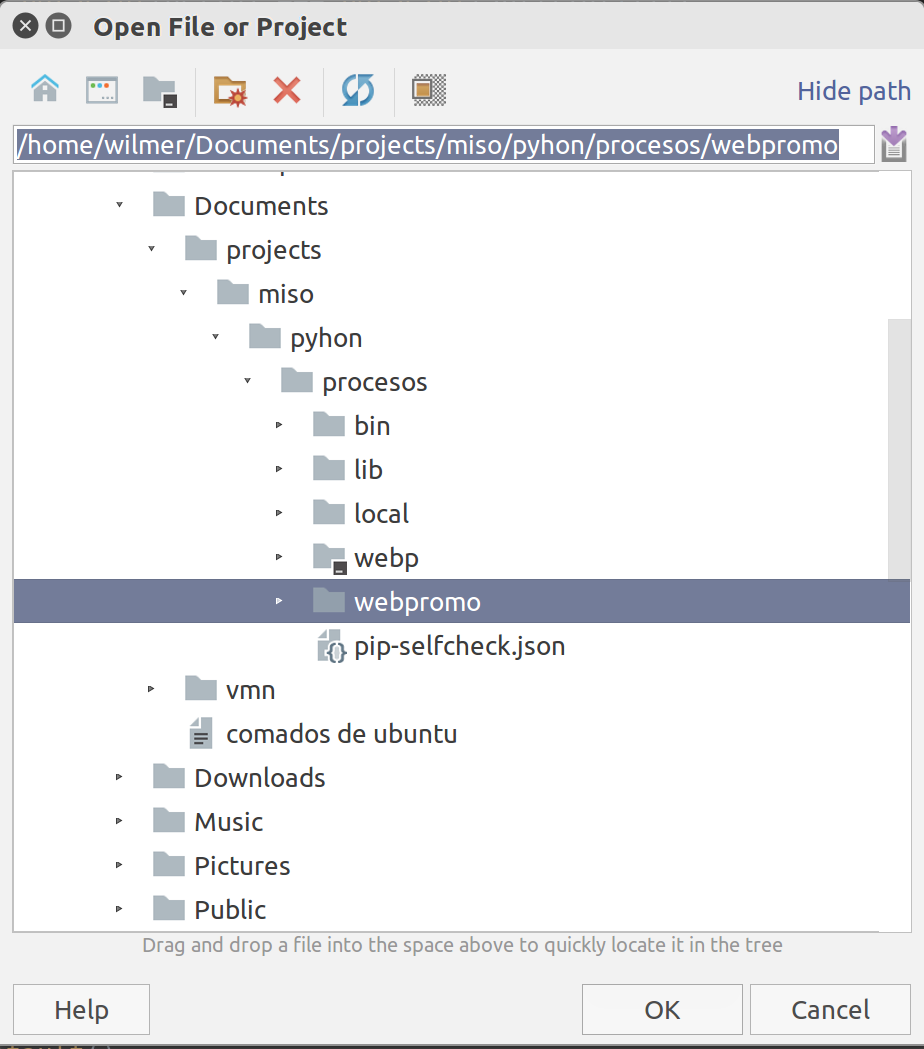 Open File or Project
Hide path
/home/wilmer/Documents/projects/miso/pyhon/procesos/webpromo
Documents
projects
miso
pyhon
procesos
bin
lib
local
webp
webpromo
pip-selfcheck.json
vmn
comados de ubuntu
Downloads
Music
Pictures
Public
Drag and drop a file into the space above to quickly locate it in the tree
Help
OK
Cancel